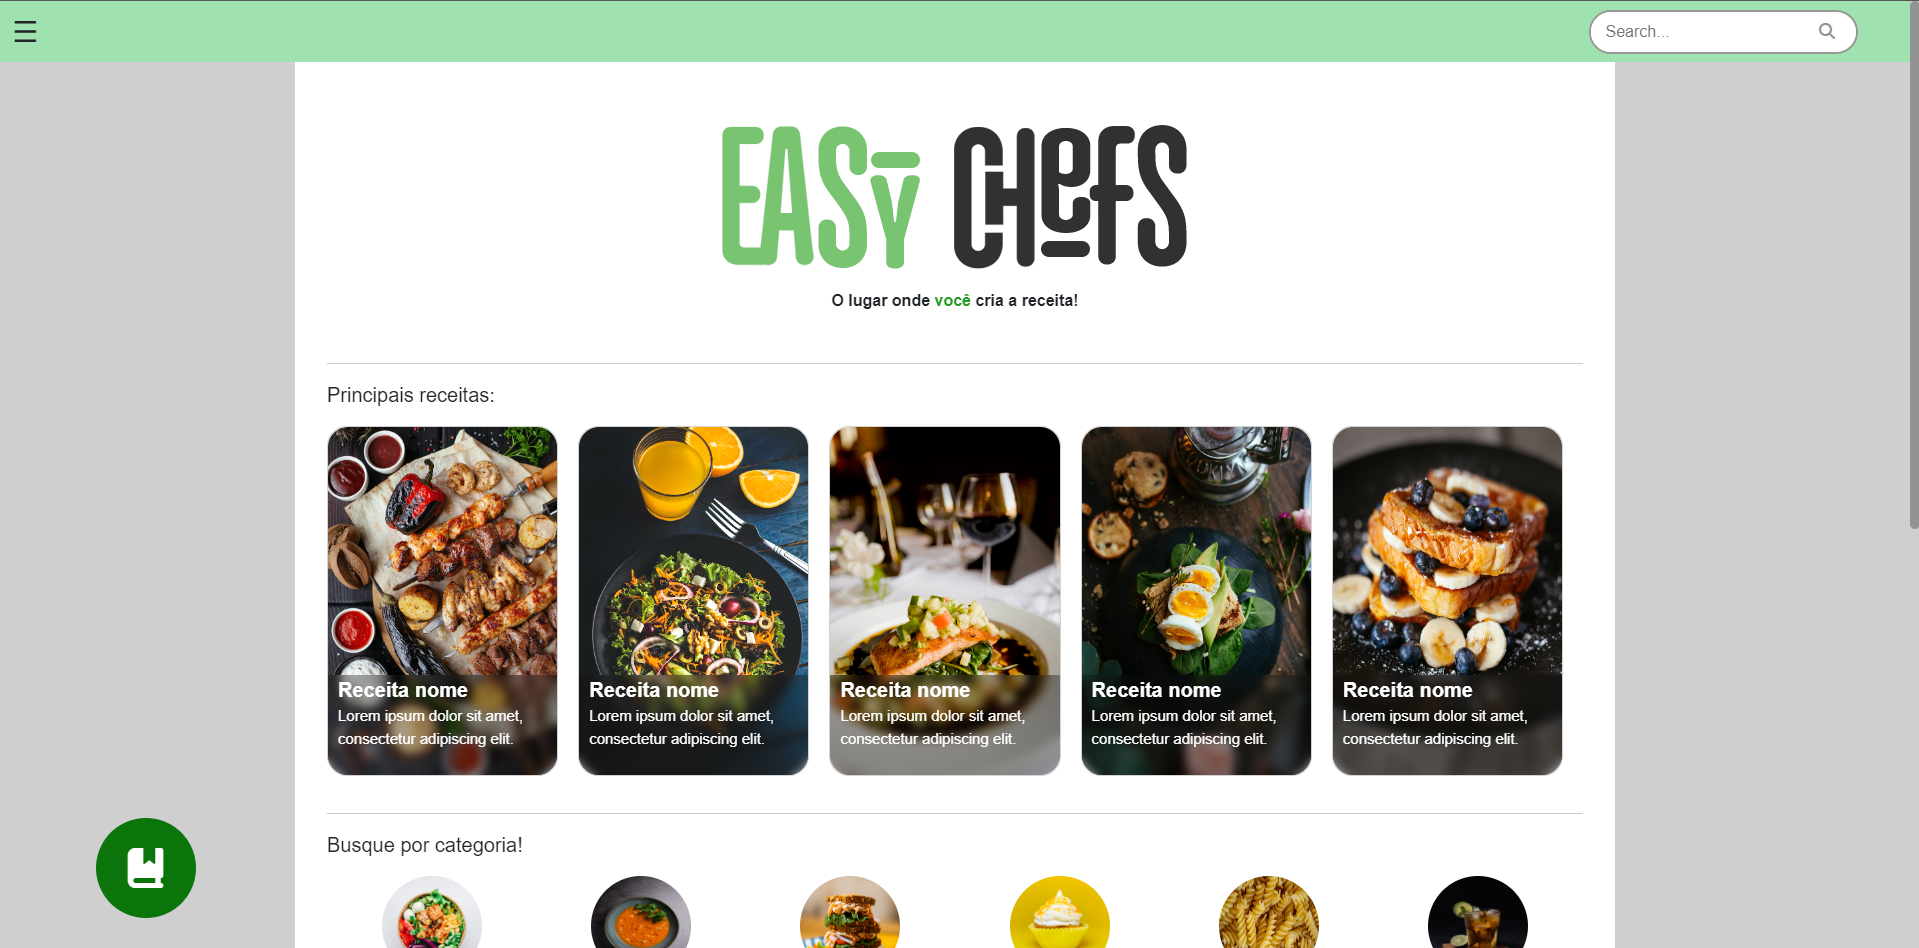 Search...
EASY CHEFS
O lugar onde você cria a receita!
Principais receitas:
Receita nome
Lorem ipsum dolor sit amet,
consectetur adipiscing elit.
Receita nome
Lorem ipsum dolor sit amet,
consectetur adipiscing elit.
Receita nome
Lorem ipsum dolor sit amet,
consectetur adipiscing elit.
Receita nome
Lorem ipsum dolor sit amet,
consectetur adipiscing elit.
Receita nome
Lorem ipsum dolor sit amet,
consectetur adipiscing elit.
Busque por categoria!